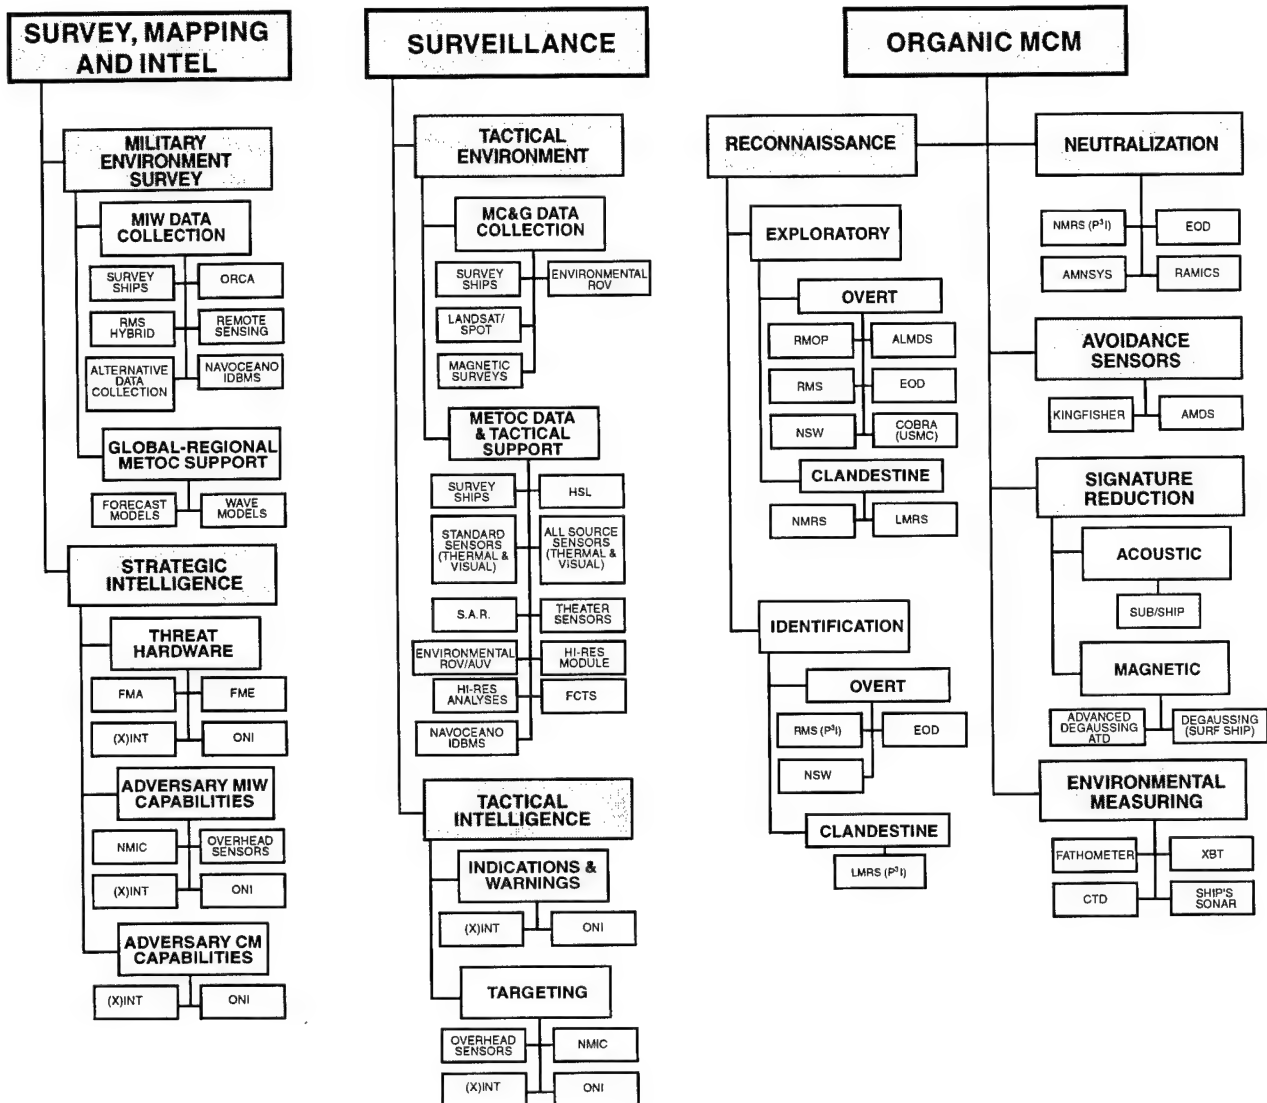 SURVEY, MAPPING
AND INTEL
MILITARY
ENVIRONMENT
SURVEY
MIW DATA
COLLECTION
SURVEY
SHIPS
ORCA
RMS
HYBRID
REMOTE
SENSING
ALTERNATIVE
DATA
COLLECTION
NAVOCEANO
IDBMS
GLOBAL-REGIONAL
METOC SUPPORT
FORECAST
MODELS
WAVE
MODELS
STRATEGIC
INTELLIGENCE
THREAT
HARDWARE
FMA
FME
(X)INT
ONI
ADVERSARY MIW
CAPABILITIES
NMIC
OVERHEAD
SENSORS
(X)INT
ONI
ADVERSARY CM
CAPABILITIES
(X)INT
ONI
SURVEILLANCE
TACTICAL
ENVIRONMENT
MC&G DATA
COLLECTION
SURVEY
SHIPS
ENVIRONMENTAL
ROV
LANDSAT/
SPOT
MAGNETIC
SURVEYS
METOC DATA
& TACTICAL
SUPPORT
SURVEY
SHIPS
HSL
STANDARD
SENSORS
(THERMAL &
VISUAL)
ALL SOURCE
SENSORS
(THERMAL &
VISUAL)
S.A.R.
THEATER
SENSORS
ENVIRONMENTAL
ROV/AUV
HI-RES
MODULE
HI-RES
ANALYSES
FCTS
NAVOCEANO
IDBMS
TACTICAL
INTELLIGENCE
INDICATIONS &
WARNINGS
(X)INT
ONI
TARGETING
OVERHEAD
SENSORS
NMIC
(X)INT
ONI
ORGANIC MCM
RECONNAISSANCE
EXPLORATORY
OVERT
RMOP
ALMDS
RMS
EOD
NSW
COBRA
(USMC)
CLANDESTINE
NMRS
LMRS
IDENTIFICATION
OVERT
RMS (P³I)
EOD
NSW
CLANDESTINE
LMRS (P³I)
NEUTRALIZATION
NMRS (P³I)
EOD
AMNSYS
RAMICS
AVOIDANCE
SENSORS
KINGFISHER
AMDS
SIGNATURE
REDUCTION
ACOUSTIC
SUB/SHIP
MAGNETIC
ADVANCED
DEGAUSSING
ATD
DEGAUSSING
(SURF SHIP)
ENVIRONMENTAL
MEASURING
FATHOMETER
XBT
CTD
SHIP'S
SONAR